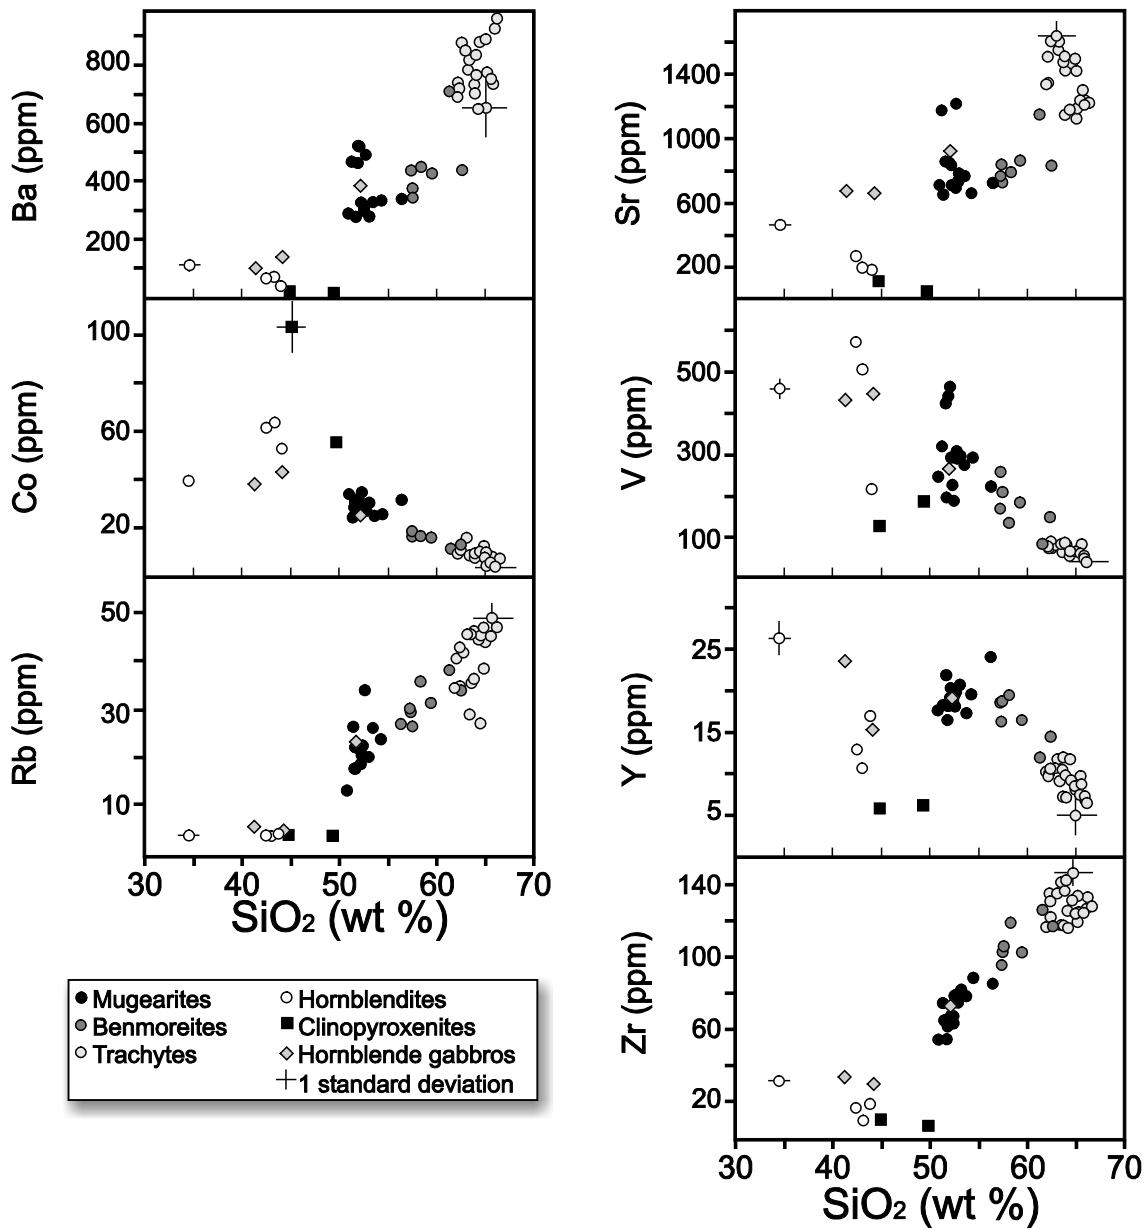 Ba (ppm)
800
600
400
200
Co (ppm)
100
60
20
Rb (ppm)
50
30
10
30 40 50 60 70
SiO2 (wt %)
Mugearites
Hornblendites
Benmoreites
Clinopyroxenites
Trachytes
Hornblende gabbros
1 standard deviation
Sr (ppm)
1400
1000
600
200
V (ppm)
500
300
100
Y (ppm)
25
15
5
Zr (ppm)
140
100
60
20
30 40 50 60 70
SiO2 (wt %)